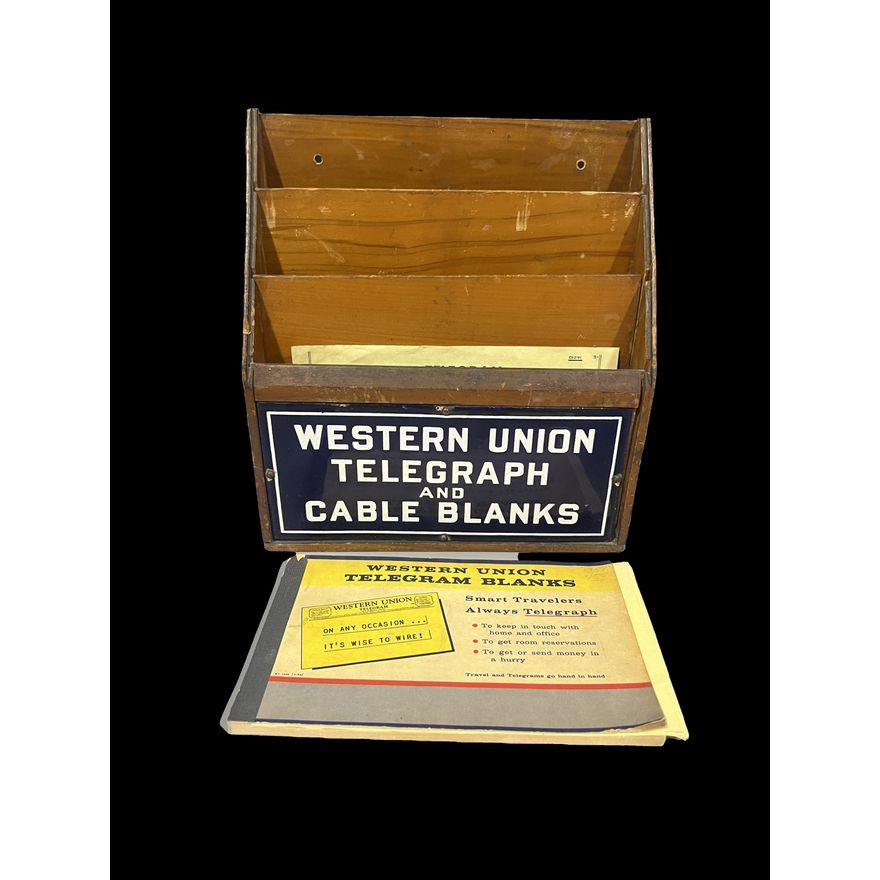 TELEGRAM
WESTERN UNION
TELEGRAPH
AND
CABLE BLANKS
WESTERN UNION
TELEGRAM BLANKS
WESTERN UNION
TELEGRAM
ON ANY OCCASION ...
IT'S WISE TO WIRE!
Smart Travelers
Always Telegraph
• To keep in touch with
home and office
• To get room reservations
• To get or send money in
a hurry
Travel and Telegrams go hand in hand